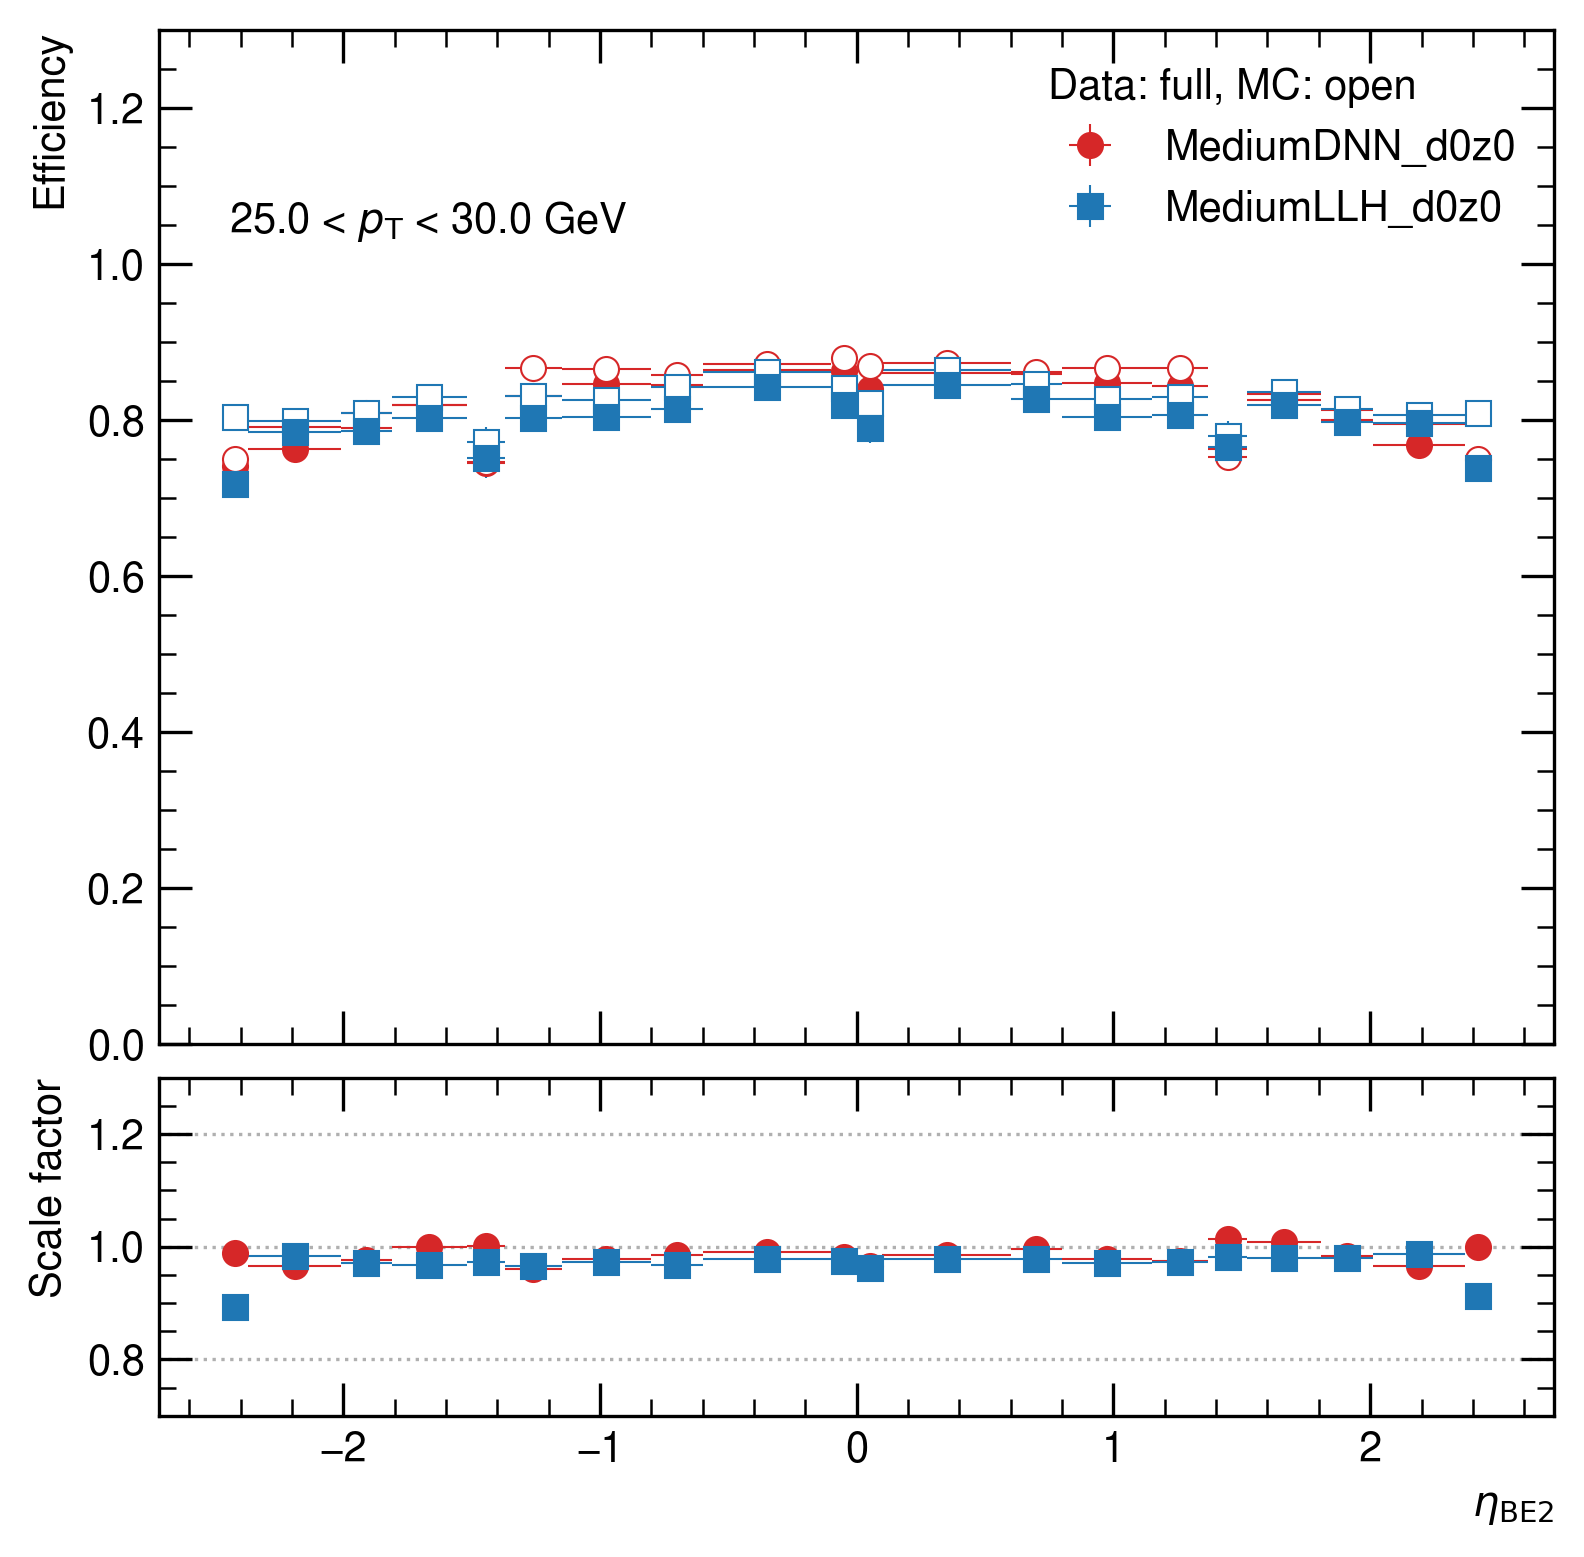 Efficiency
Data: full, MC: open
MediumDNN_d0z0
MediumLLH_d0z0
25.0 < pT < 30.0 GeV
1.2
1.0
0.8
0.6
0.4
0.2
0.0
Scale factor
1.2
1.0
0.8
−2 −1 0 1 2
ηBE2